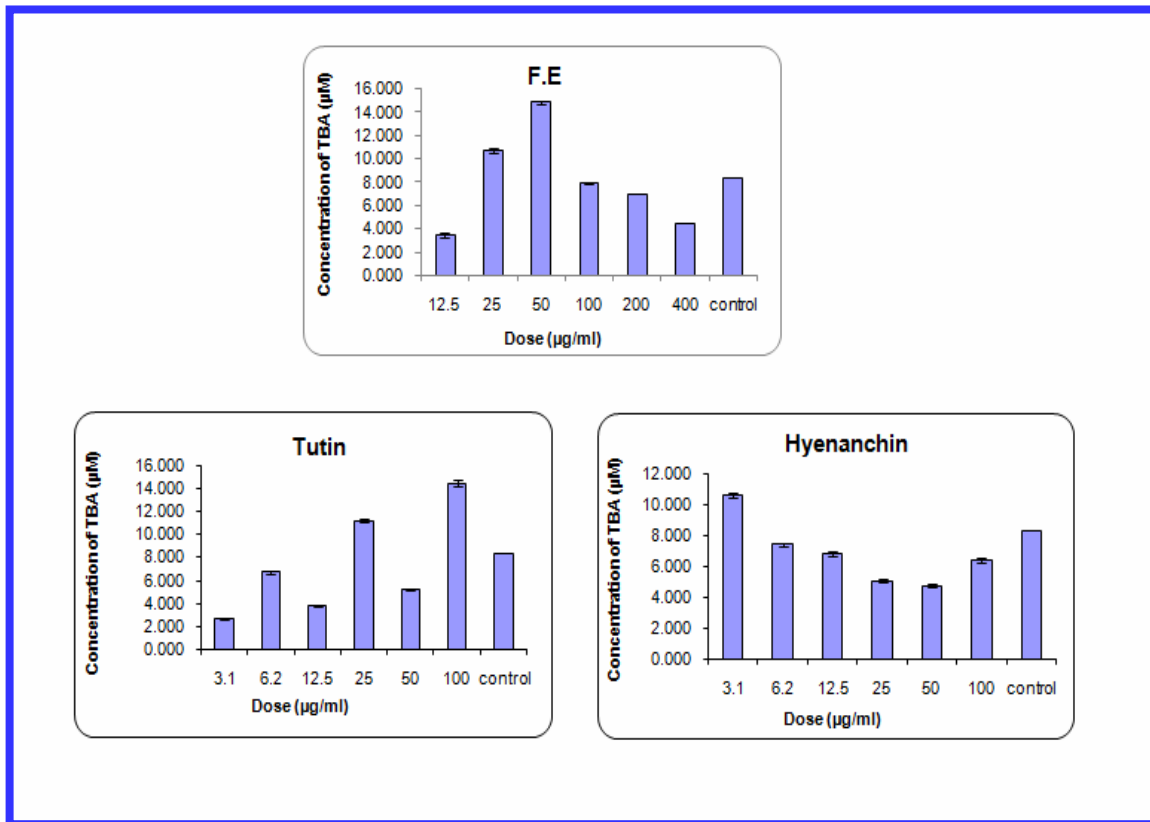 F.E
Concentration of TBA (µM)
16.000
14.000
12.000
10.000
8.000
6.000
4.000
2.000
0.000
12.5 25 50 100 200 400 control
Dose (µg/ml)
Tutin
Concentration of TBA (µM)
16.000
14.000
12.000
10.000
8.000
6.000
4.000
2.000
0.000
3.1 6.2 12.5 25 50 100 control
Dose (µg/ml)
Hyenanchin
Concentration of TBA (µM)
12.000
10.000
8.000
6.000
4.000
2.000
0.000
3.1 6.2 12.5 25 50 100 control
Dose (µg/ml)